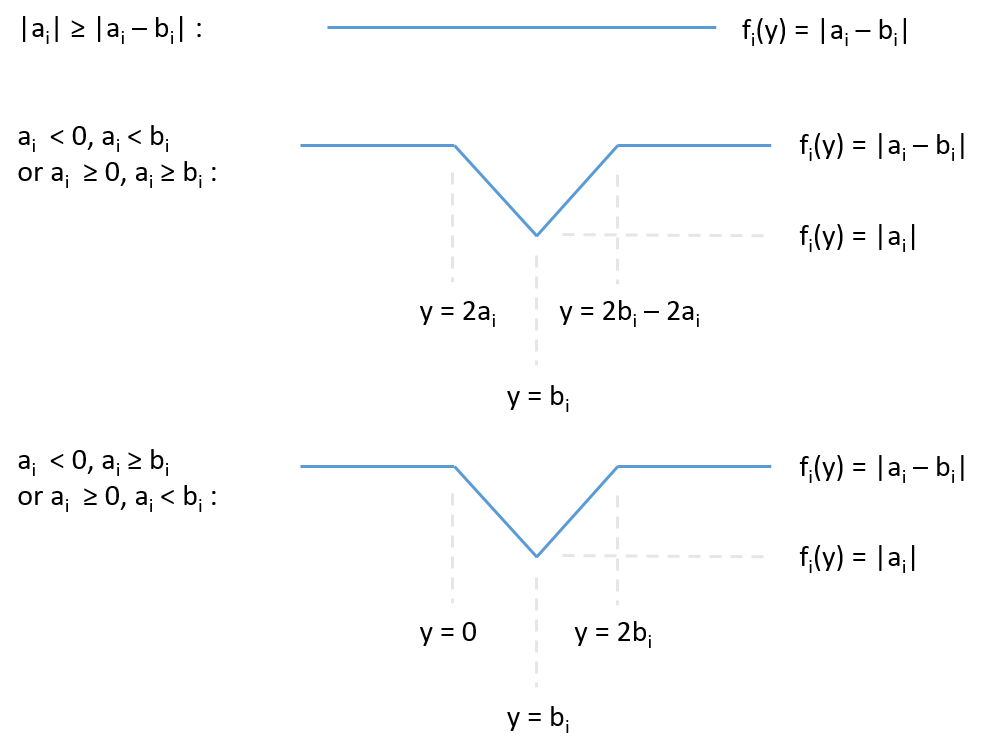 |aᵢ| ≥ |aᵢ – bᵢ| : fᵢ(y) = |aᵢ – bᵢ|
aᵢ < 0, aᵢ < bᵢ
or aᵢ ≥ 0, aᵢ ≥ bᵢ :
fᵢ(y) = |aᵢ – bᵢ|
fᵢ(y) = |aᵢ|
y = 2aᵢ y = 2bᵢ – 2aᵢ
y = bᵢ
aᵢ < 0, aᵢ ≥ bᵢ
or aᵢ ≥ 0, aᵢ < bᵢ :
fᵢ(y) = |aᵢ – bᵢ|
fᵢ(y) = |aᵢ|
y = 0 y = 2bᵢ
y = bᵢ